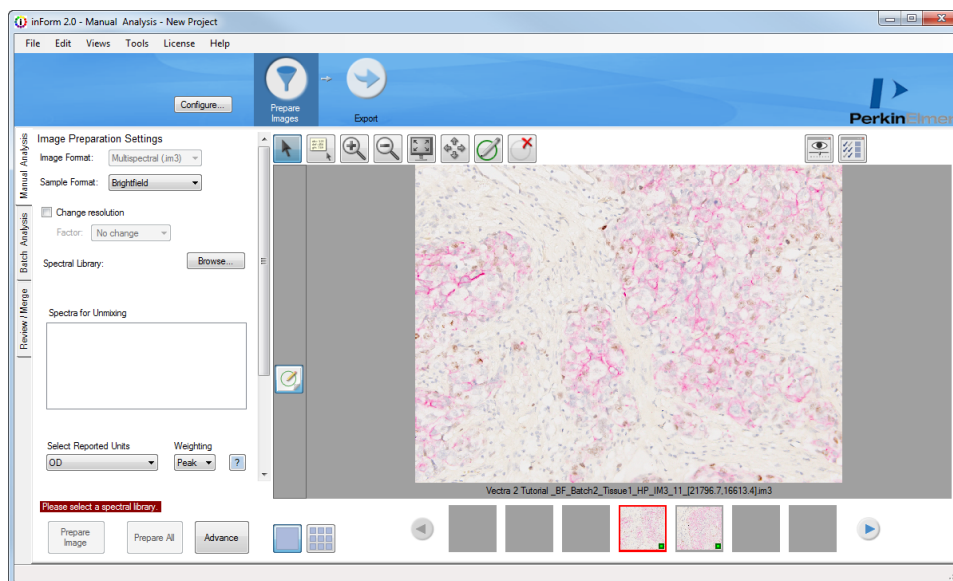 inForm 2.0 - Manual Analysis - New Project
File Edit Views Tools License Help
Configure...
Prepare
Images
Export
PerkinElmer
Manual Analysis
Batch Analysis
Review / Merge
Image Preparation Settings
Image Format: Multispectral (.im3)
Sample Format: Brightfield
Change resolution
Factor: No change
Spectral Library: Browse...
Spectra for Unmixing
Select Reported Units Weighting
OD Peak ?
Please select a spectral library.
Prepare
Image
Prepare All
Advance
Vectra 2 Tutorial _BF_Batch2_Tissue1_HP_IM3_11_[21796.7,16613.4].im3